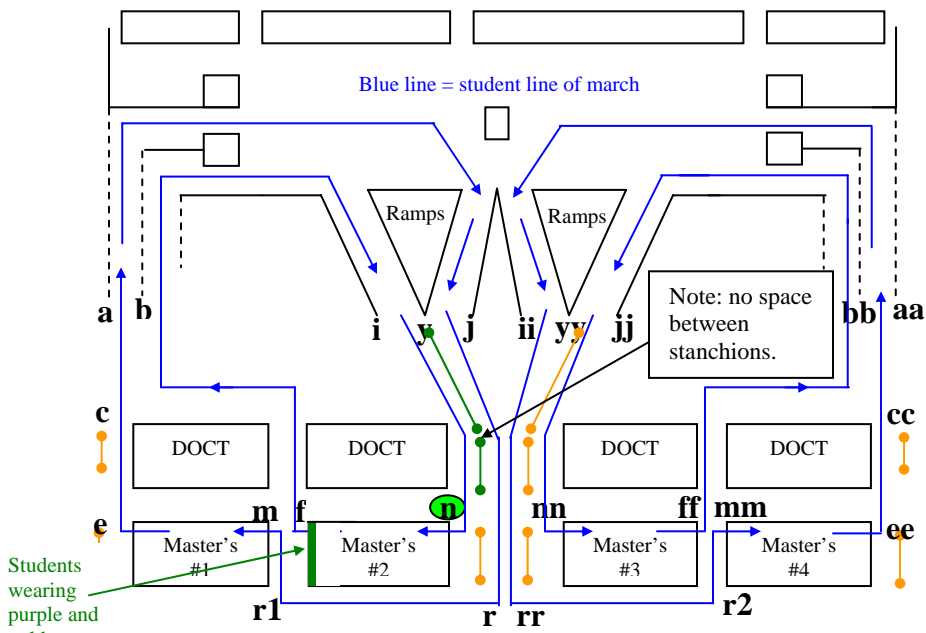 Blue line = student line of march
Ramps
Ramps
Note: no space
between
stanchions.
a
b
i
y
j
ii
yy
jj
bb
aa
c
cc
DOCT
DOCT
DOCT
DOCT
e
m
f
n
nn
ff
mm
ee
Master's
#1
Master's
#2
Master's
#3
Master's
#4
Students
wearing
purple and
r1
r
rr
r2